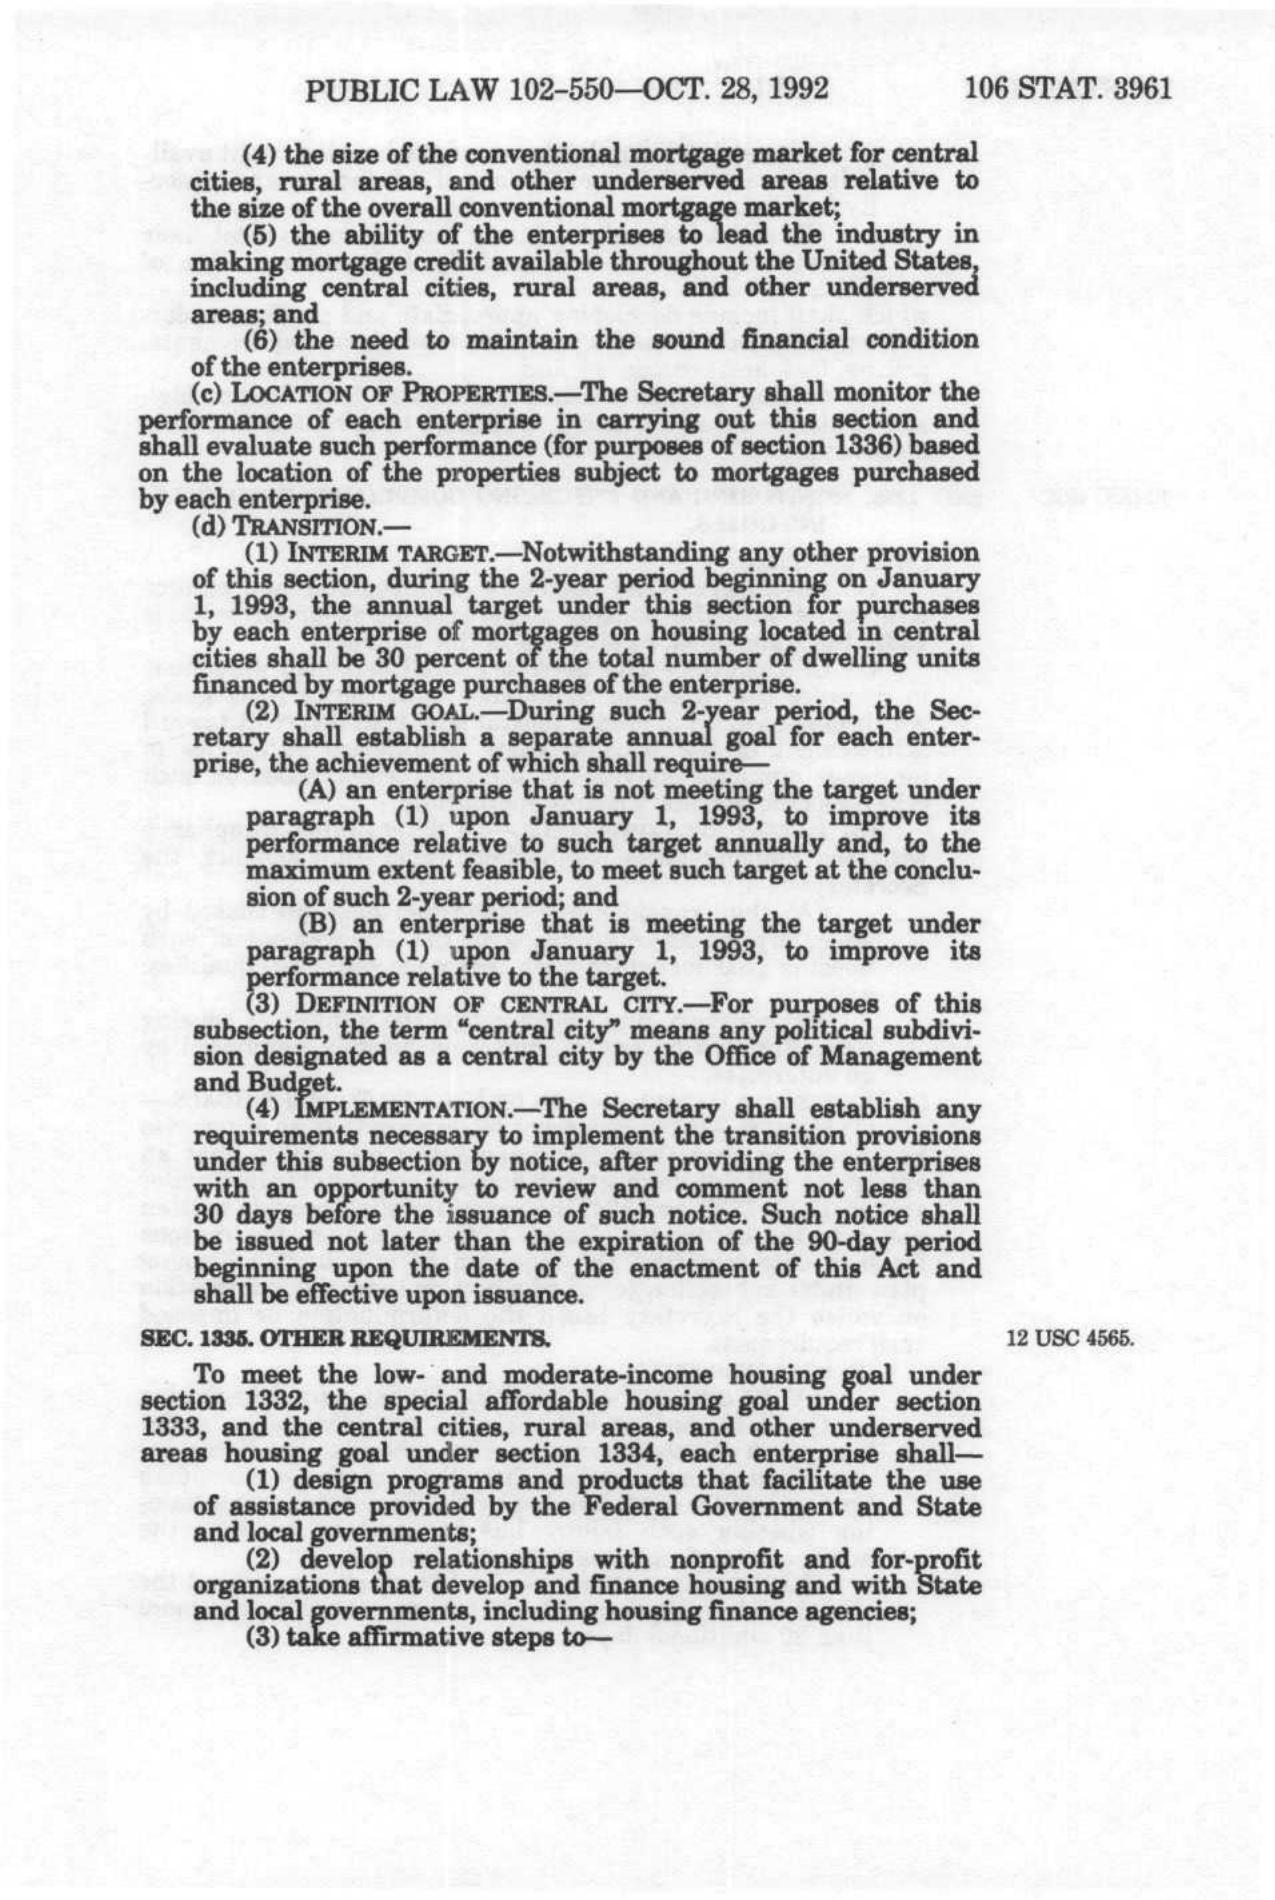 PUBLIC LAW 102–550—OCT. 28, 1992 106 STAT. 3961
(4) the size of the conventional mortgage market for central
cities, rural areas, and other underserved areas relative to
the size of the overall conventional mortgage market;
(5) the ability of the enterprises to lead the industry in
making mortgage credit available throughout the United States,
including central cities, rural areas, and other underserved
areas; and
(6) the need to maintain the sound financial condition
of the enterprises.
(c) LOCATION OF PROPERTIES.—The Secretary shall monitor the
performance of each enterprise in carrying out this section and
shall evaluate such performance (for purposes of section 1336) based
on the location of the properties subject to mortgages purchased
by each enterprise.
(d) TRANSITION.—
(1) INTERIM TARGET.—Notwithstanding any other provision
of this section, during the 2-year period beginning on January
1, 1993, the annual target under this section for purchases
by each enterprise of mortgages on housing located in central
cities shall be 30 percent of the total number of dwelling units
financed by mortgage purchases of the enterprise.
(2) INTERIM GOAL.—During such 2-year period, the Sec-
retary shall establish a separate annual goal for each enter-
prise, the achievement of which shall require—
(A) an enterprise that is not meeting the target under
paragraph (1) upon January 1, 1993, to improve its
performance relative to such target annually and, to the
maximum extent feasible, to meet such target at the conclu-
sion of such 2-year period; and
(B) an enterprise that is meeting the target under
paragraph (1) upon January 1, 1993, to improve its
performance relative to the target.
(3) DEFINITION OF CENTRAL CITY.—For purposes of this
subsection, the term “central city” means any political subdivi-
sion designated as a central city by the Office of Management
and Budget.
(4) IMPLEMENTATION.—The Secretary shall establish any
requirements necessary to implement the transition provisions
under this subsection by notice, after providing the enterprises
with an opportunity to review and comment not less than
30 days before the issuance of such notice. Such notice shall
be issued not later than the expiration of the 90-day period
beginning upon the date of the enactment of this Act and
shall be effective upon issuance.
SEC. 1335. OTHER REQUIREMENTS. 12 USC 4565.
To meet the low- and moderate-income housing goal under
section 1332, the special affordable housing goal under section
1333, and the central cities, rural areas, and other underserved
areas housing goal under section 1334, each enterprise shall—
(1) design programs and products that facilitate the use
of assistance provided by the Federal Government and State
and local governments;
(2) develop relationships with nonprofit and for-profit
organizations that develop and finance housing and with State
and local governments, including housing finance agencies;
(3) take affirmative steps to—